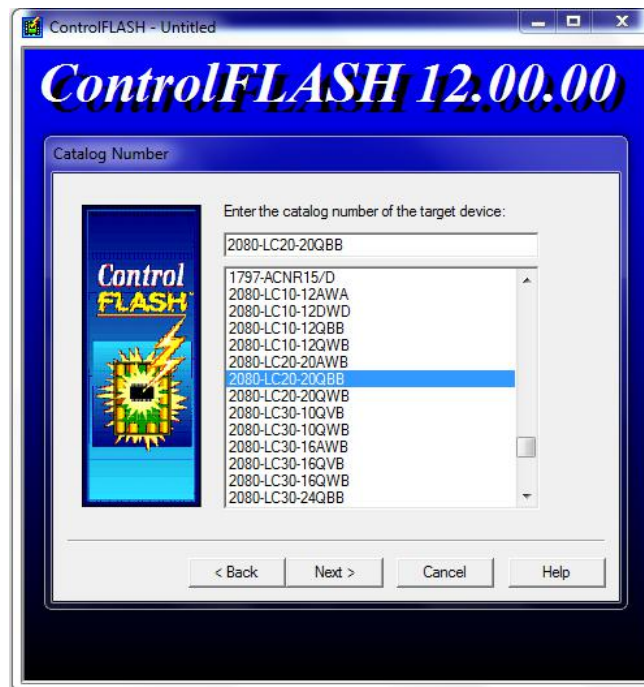 ControlFLASH - Untitled
ControlFLASH 12.00.00
Catalog Number
Enter the catalog number of the target device:
2080-LC20-20QBB
Control
FLASH
1797-ACNR15/D
2080-LC10-12AWA
2080-LC10-12DWD
2080-LC10-12QBB
2080-LC10-12QWB
2080-LC20-20AWB
2080-LC20-20QBB
2080-LC20-20QWB
2080-LC30-10QVB
2080-LC30-10QWB
2080-LC30-16AWB
2080-LC30-16QVB
2080-LC30-16QWB
2080-LC30-24QBB
< Back Next > Cancel Help